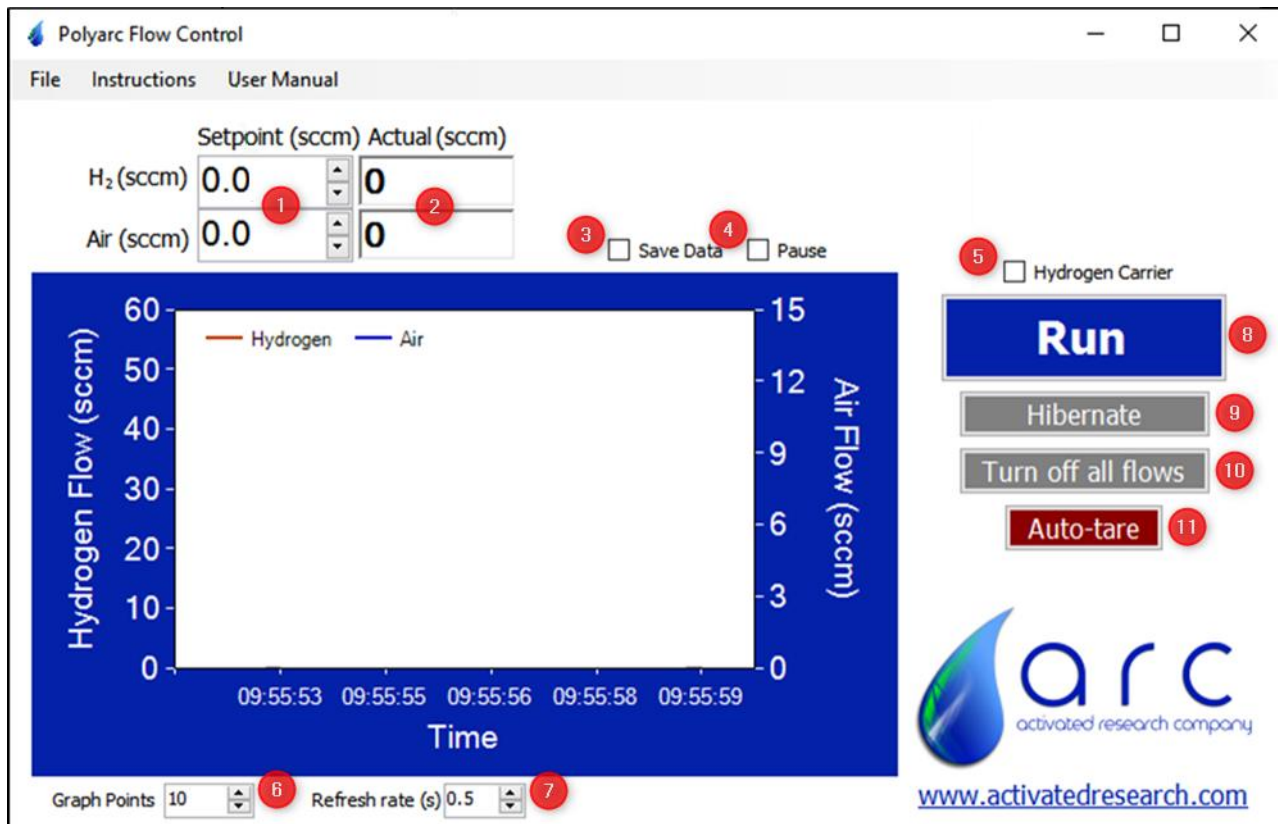 Polyarc Flow Control
File Instructions User Manual
Setpoint (sccm) Actual (sccm)
H₂ (sccm) 0.0 0
1 2
Air (sccm) 0.0 0
3 Save Data 4 Pause
5 Hydrogen Carrier
Run 8
Hibernate 9
Turn off all flows 10
Auto-tare 11
Hydrogen Air
Hydrogen Flow (sccm)
60
50
40
30
20
10
0
15
12
9
6
3
0
Air Flow (sccm)
09:55:53 09:55:55 09:55:56 09:55:58 09:55:59
Time
Graph Points 10 6 Refresh rate (s) 0.5 7
arc
activated research company
www.activatedresearch.com